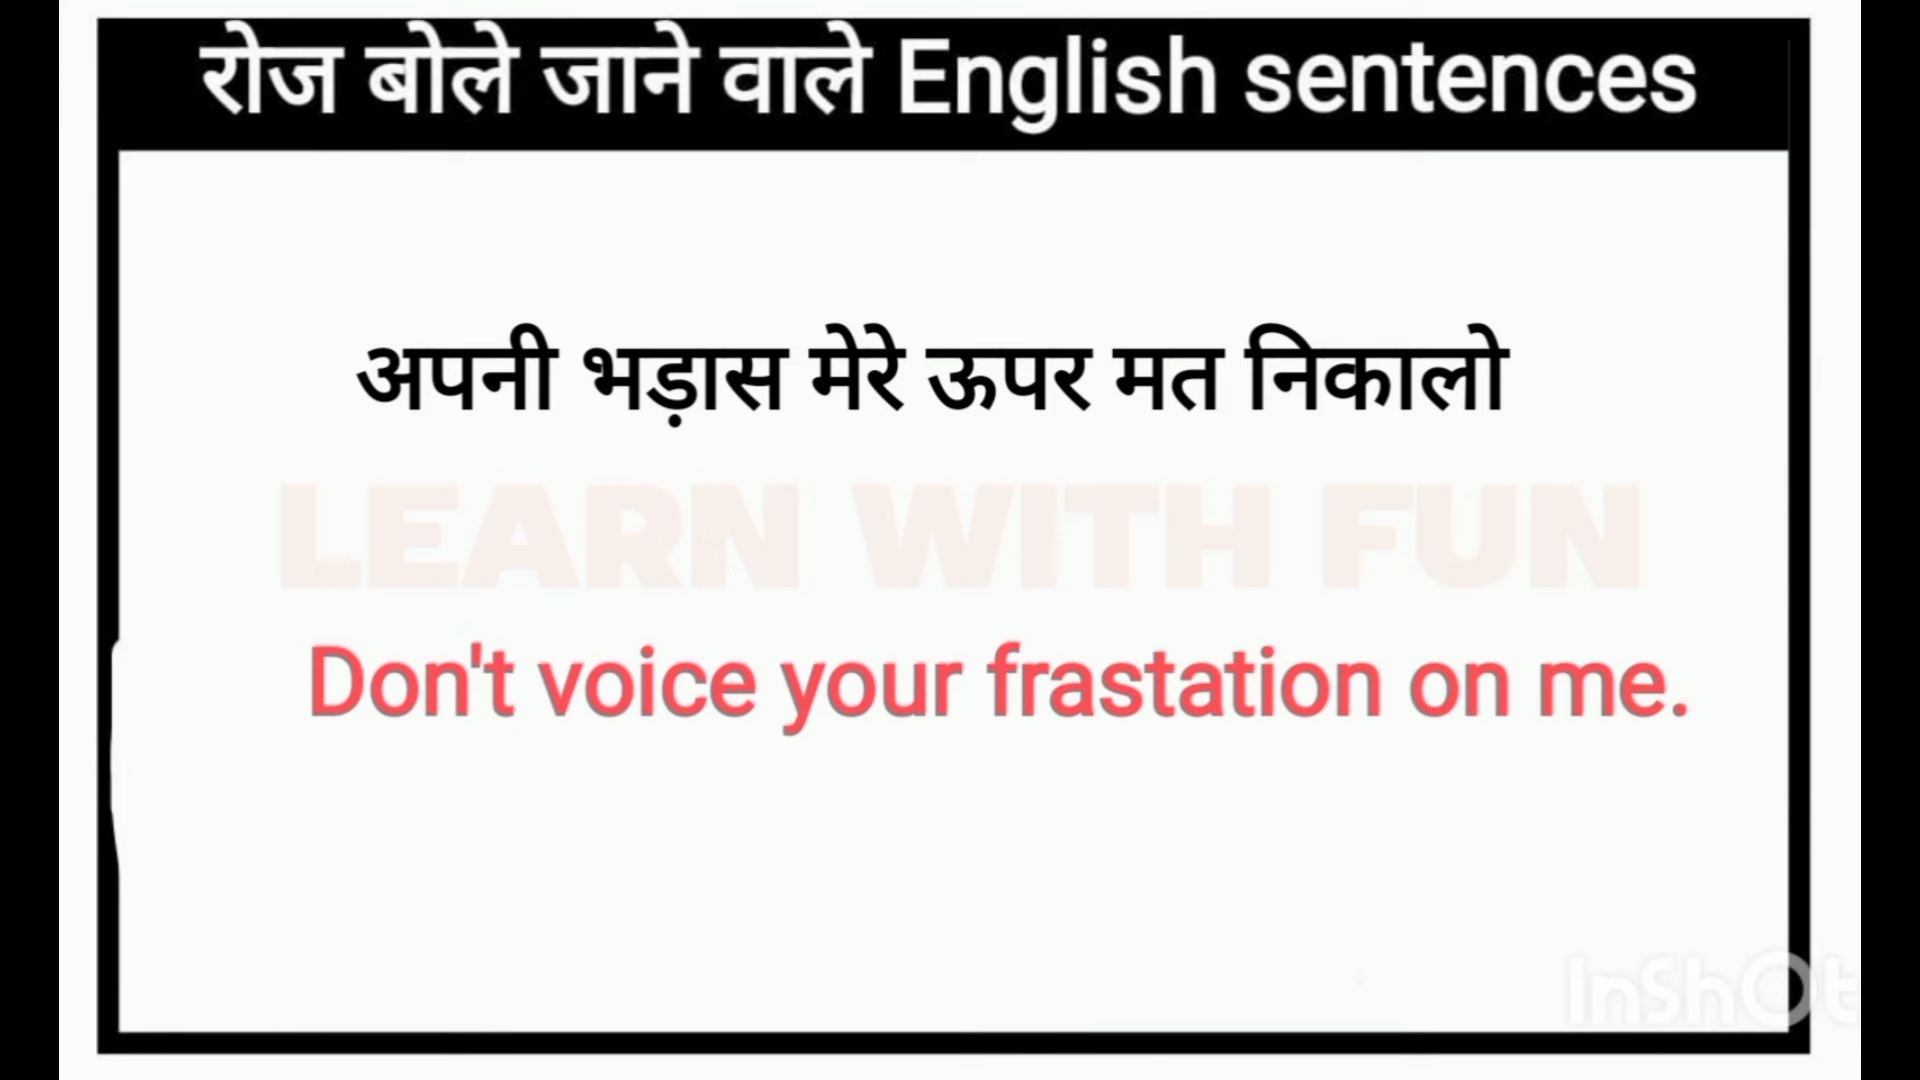 रोज बोले जाने वाले English sentences
अपनी भड़ास मेरे ऊपर मत निकालो
LEARN WITH FUN
Don't voice your frastation on me.
InShOt